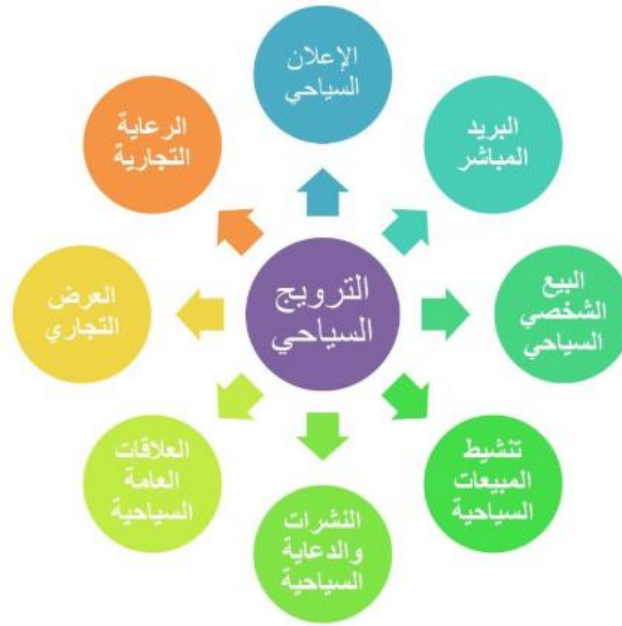 الإعلان
السياحي
البريد
المباشر
البيع
الشخصي
السياحي
تنشيط
المبيعات
السياحية
النشرات
والدعاية
السياحية
العلاقات
العامة
السياحية
العرض
التجاري
الرعاية
التجارية
الترويج
السياحي